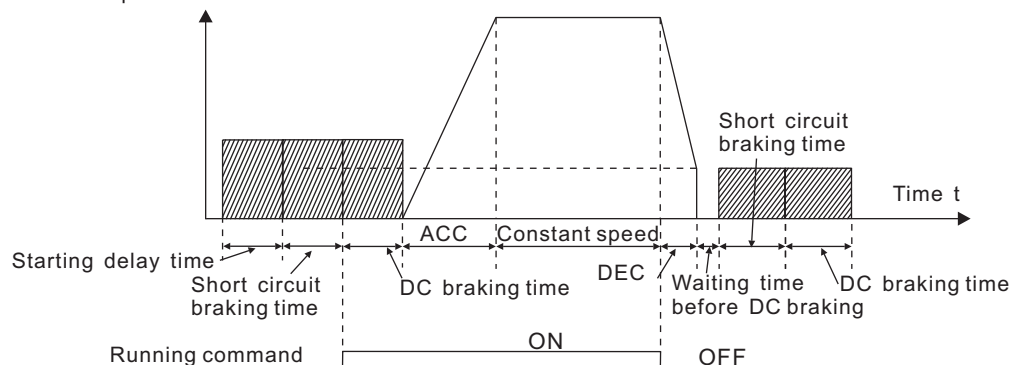 Short circuit
braking time
Time t
ACC
Constant speed
Starting delay time
Short circuit
braking time
DC braking time
DEC
Waiting time
before DC braking
DC braking time
Running command
ON
OFF